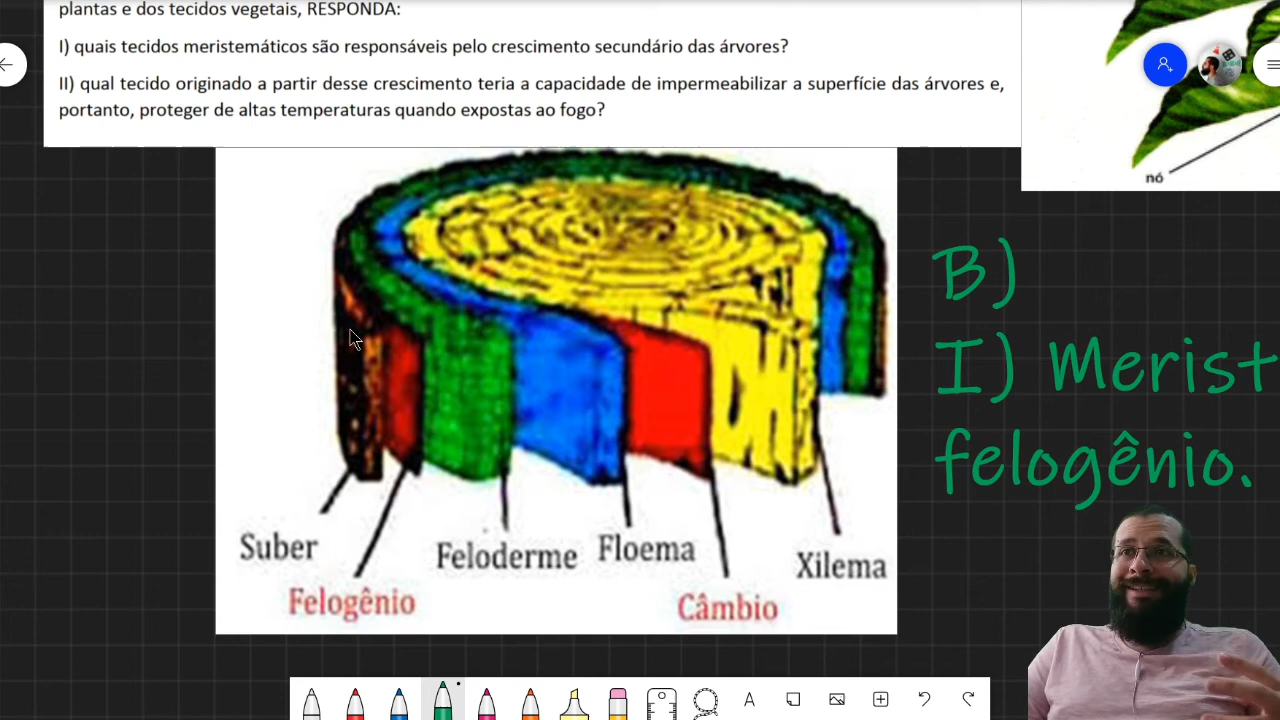 plantas e dos tecidos vegetais, RESPONDA:
I) quais tecidos meristemáticos são responsáveis pelo crescimento secundário das árvores?
II) qual tecido originado a partir desse crescimento teria a capacidade de impermeabilizar a superfície das árvores e,
portanto, proteger de altas temperaturas quando expostas ao fogo?
nó
B)
I) Merist
felogênio.
Suber
Feloderme
Floema
Xilema
Felogênio
Câmbio
A